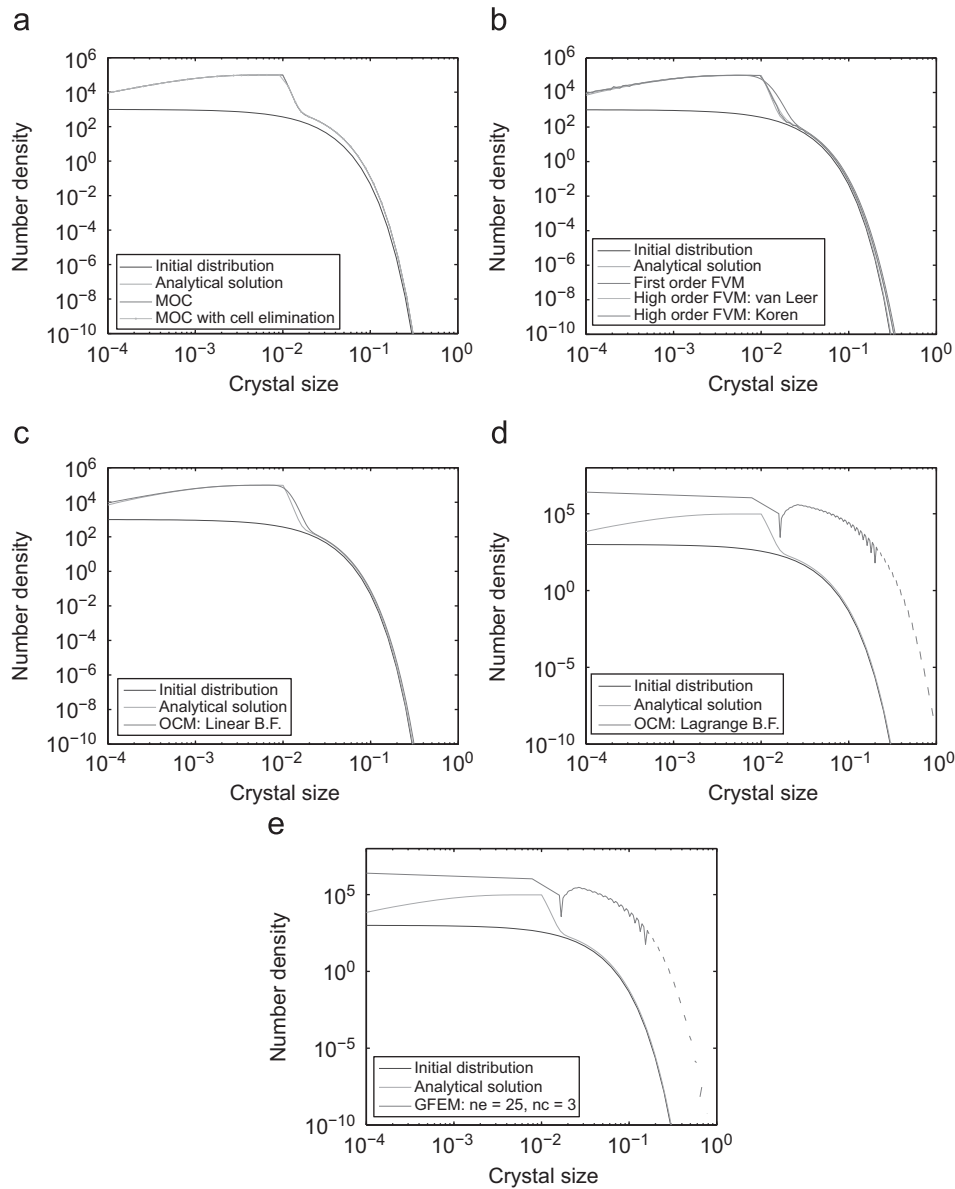 a
10^6
10^4
10^2
10^0
10^−2
10^−4
10^−6
10^−8
10^−10
Number density
Initial distribution
Analytical solution
MOC
MOC with cell elimination
10^−4
10^−3
10^−2
10^−1
10^0
Crystal size
b
10^6
10^4
10^2
10^0
10^−2
10^−4
10^−6
10^−8
10^−10
Number density
Initial distribution
Analytical solution
First order FVM
High order FVM: van Leer
High order FVM: Koren
10^−4
10^−3
10^−2
10^−1
10^0
Crystal size
c
10^6
10^4
10^2
10^0
10^−2
10^−4
10^−6
10^−8
10^−10
Number density
Initial distribution
Analytical solution
OCM: Linear B.F.
10^−4
10^−3
10^−2
10^−1
10^0
Crystal size
d
10^5
10^0
10^−5
10^−10
Number density
Initial distribution
Analytical solution
OCM: Lagrange B.F.
10^−4
10^−3
10^−2
10^−1
10^0
Crystal size
e
10^5
10^0
10^−5
10^−10
Number density
Initial distribution
Analytical solution
GFEM: ne = 25, nc = 3
10^−4
10^−3
10^−2
10^−1
10^0
Crystal size